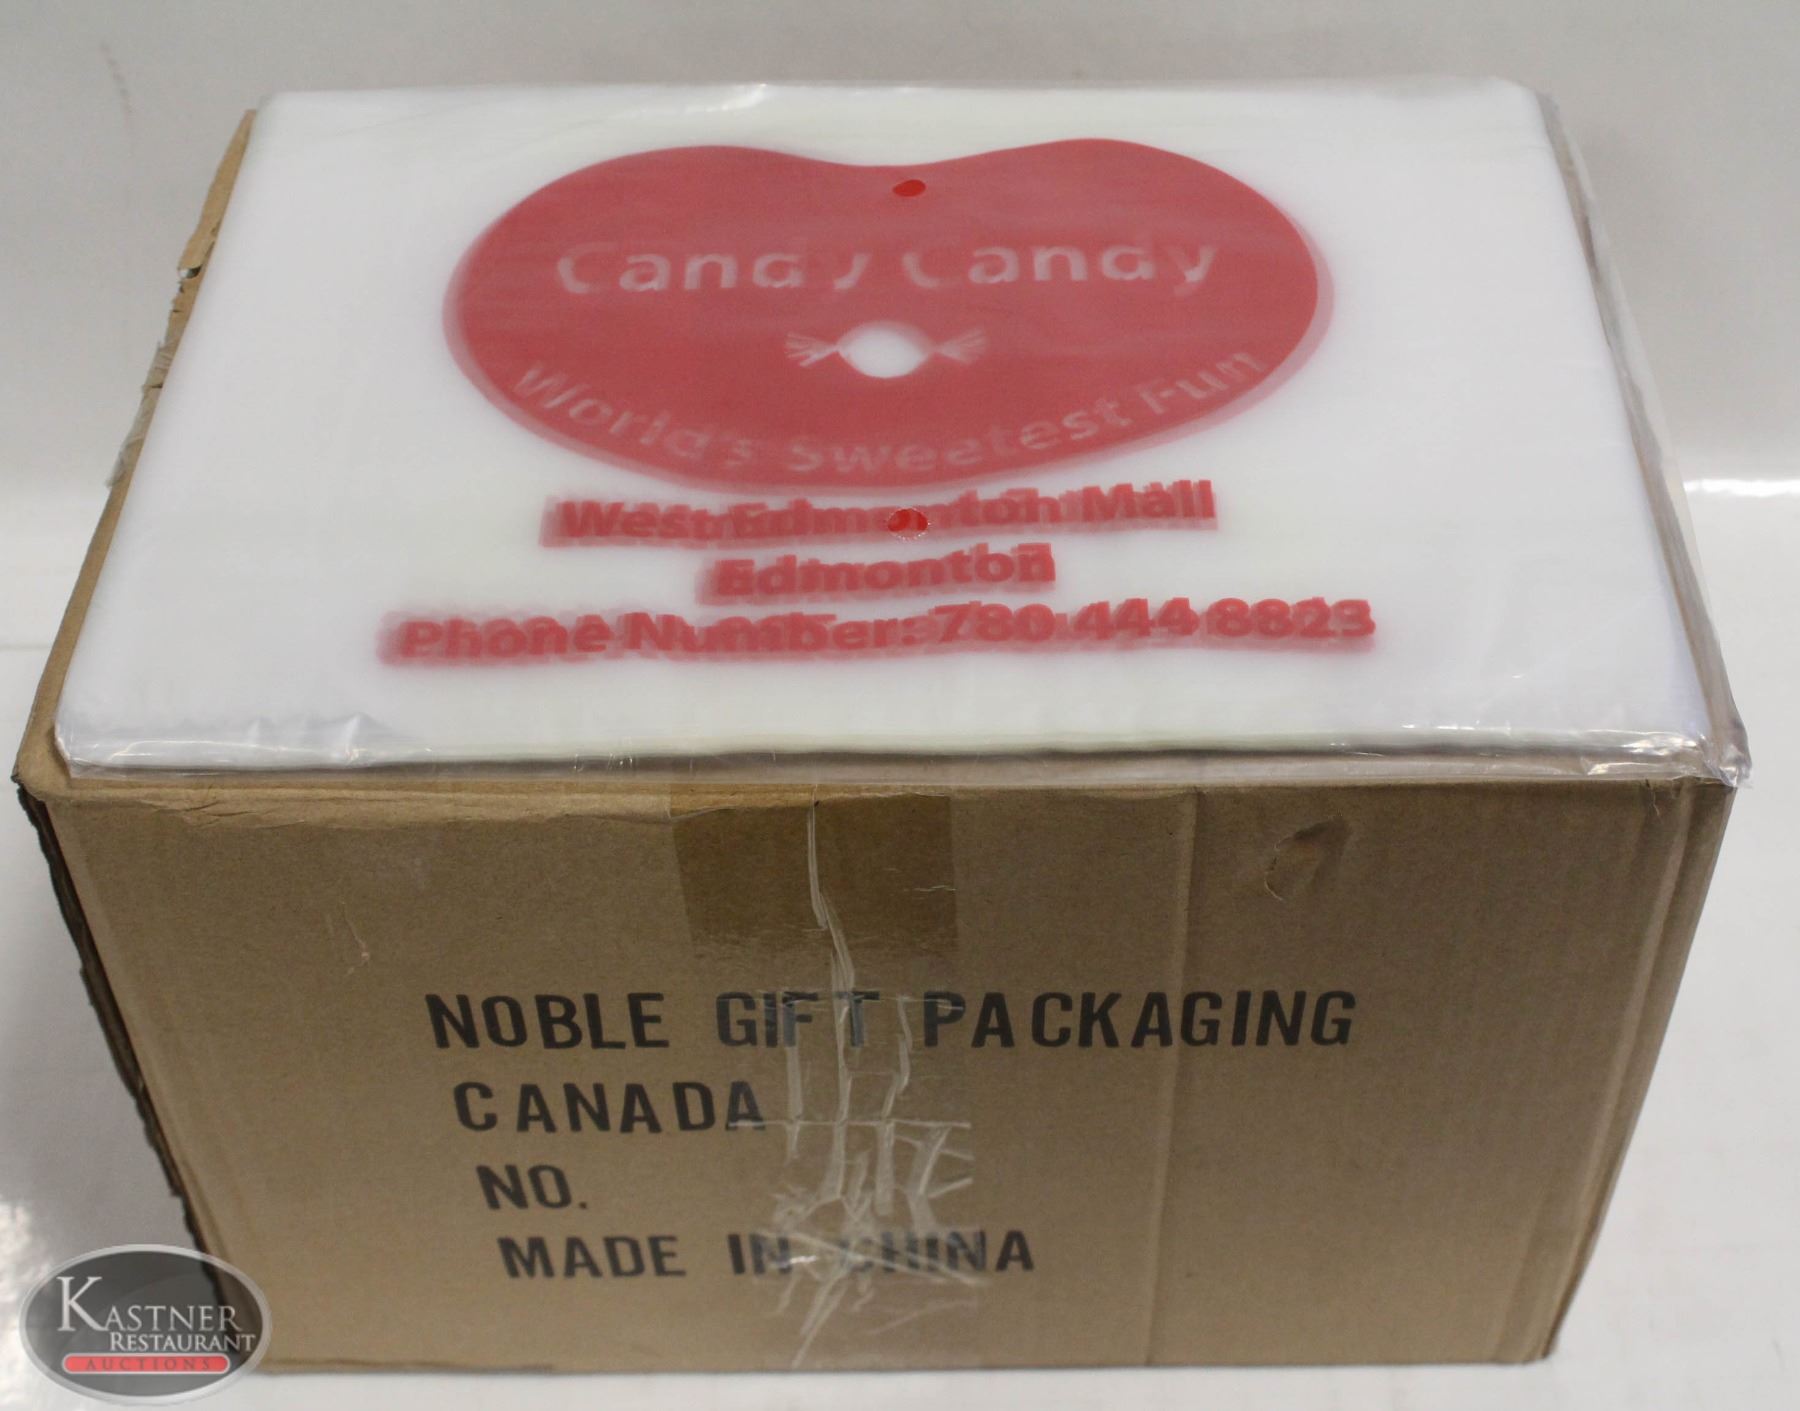 Candy Candy
World's Sweetest Fun
West Edmonton Mall
Edmonton
Phone Number: 780 444 8823
NOBLE GIFT PACKAGING
CANADA
NO.
MADE IN CHINA
KASTNER
RESTAURANT
AUCTIONS